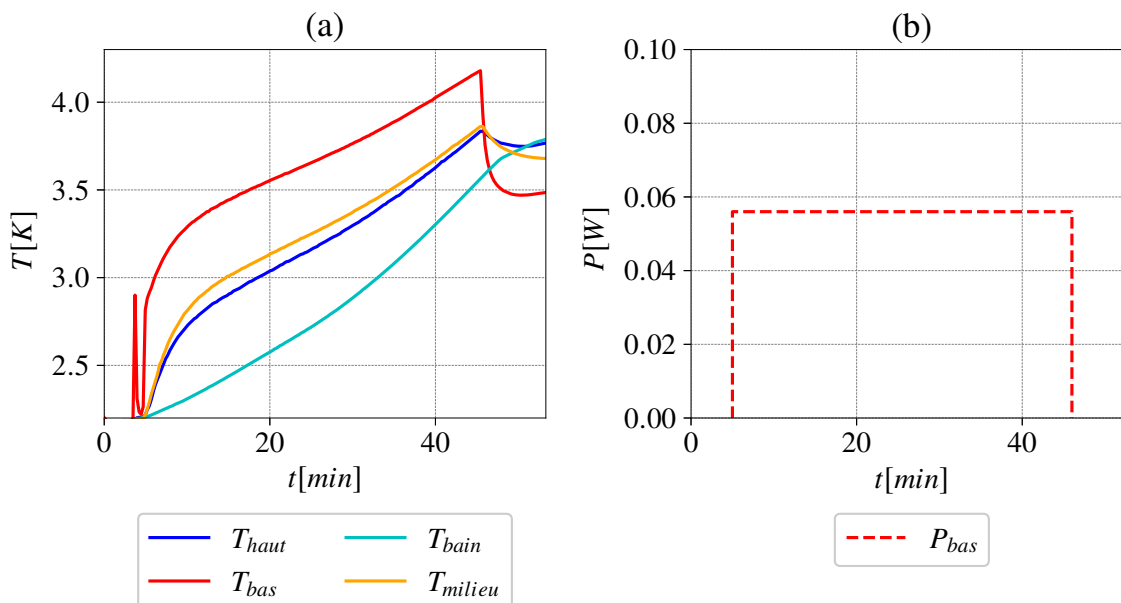 (a)
4.0
3.5
3.0
2.5
T[K]
0
20
40
t[min]
T_haut
T_bain
T_bas
T_milieu
(b)
0.10
0.08
0.06
0.04
0.02
0.00
P[W]
0
20
40
t[min]
P_bas